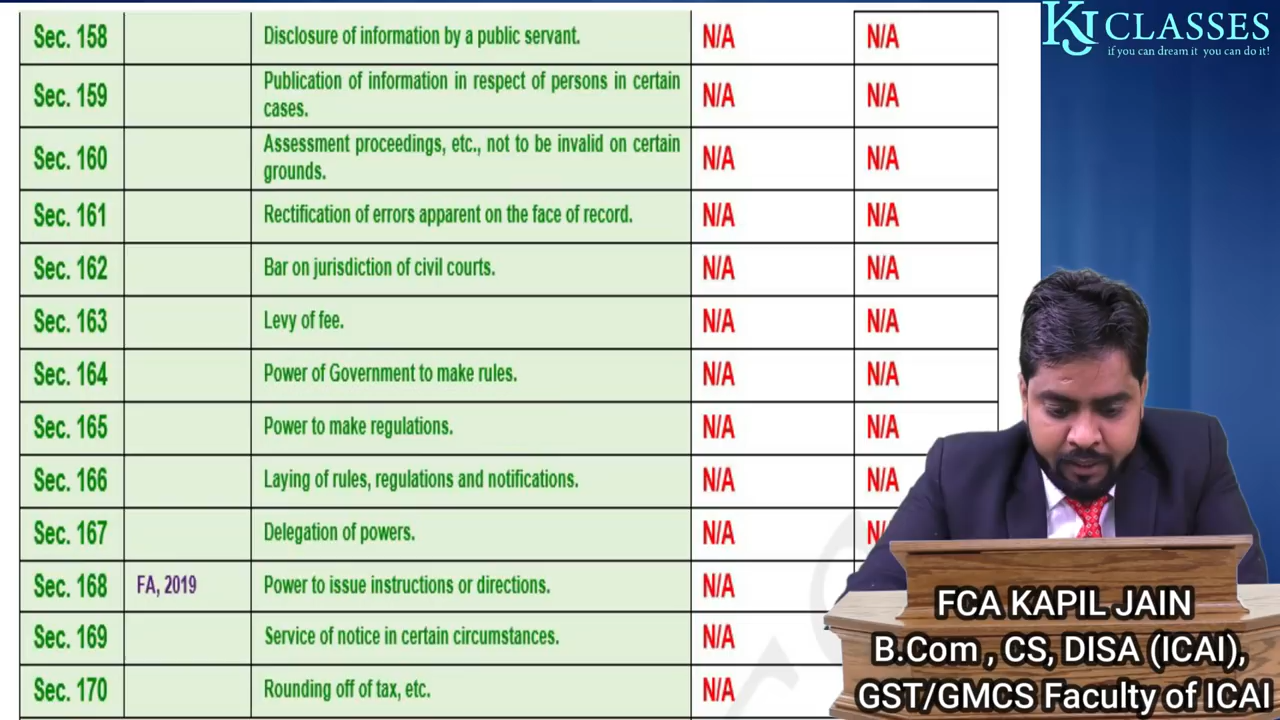 KJ CLASSES
if you can dream it you can do it!
Sec. 158 Disclosure of information by a public servant. N/A N/A
Sec. 159 Publication of information in respect of persons in certain cases. N/A N/A
Sec. 160 Assessment proceedings, etc., not to be invalid on certain grounds. N/A N/A
Sec. 161 Rectification of errors apparent on the face of record. N/A N/A
Sec. 162 Bar on jurisdiction of civil courts. N/A N/A
Sec. 163 Levy of fee. N/A N/A
Sec. 164 Power of Government to make rules. N/A N/A
Sec. 165 Power to make regulations. N/A N/A
Sec. 166 Laying of rules, regulations and notifications. N/A N/A
Sec. 167 Delegation of powers. N/A
Sec. 168 FA, 2019 Power to issue instructions or directions. N/A
Sec. 169 Service of notice in certain circumstances. N/A
Sec. 170 Rounding off of tax, etc. N/A
FCA KAPIL JAIN
B.Com , CS, DISA (ICAI),
GST/GMCS Faculty of ICAI